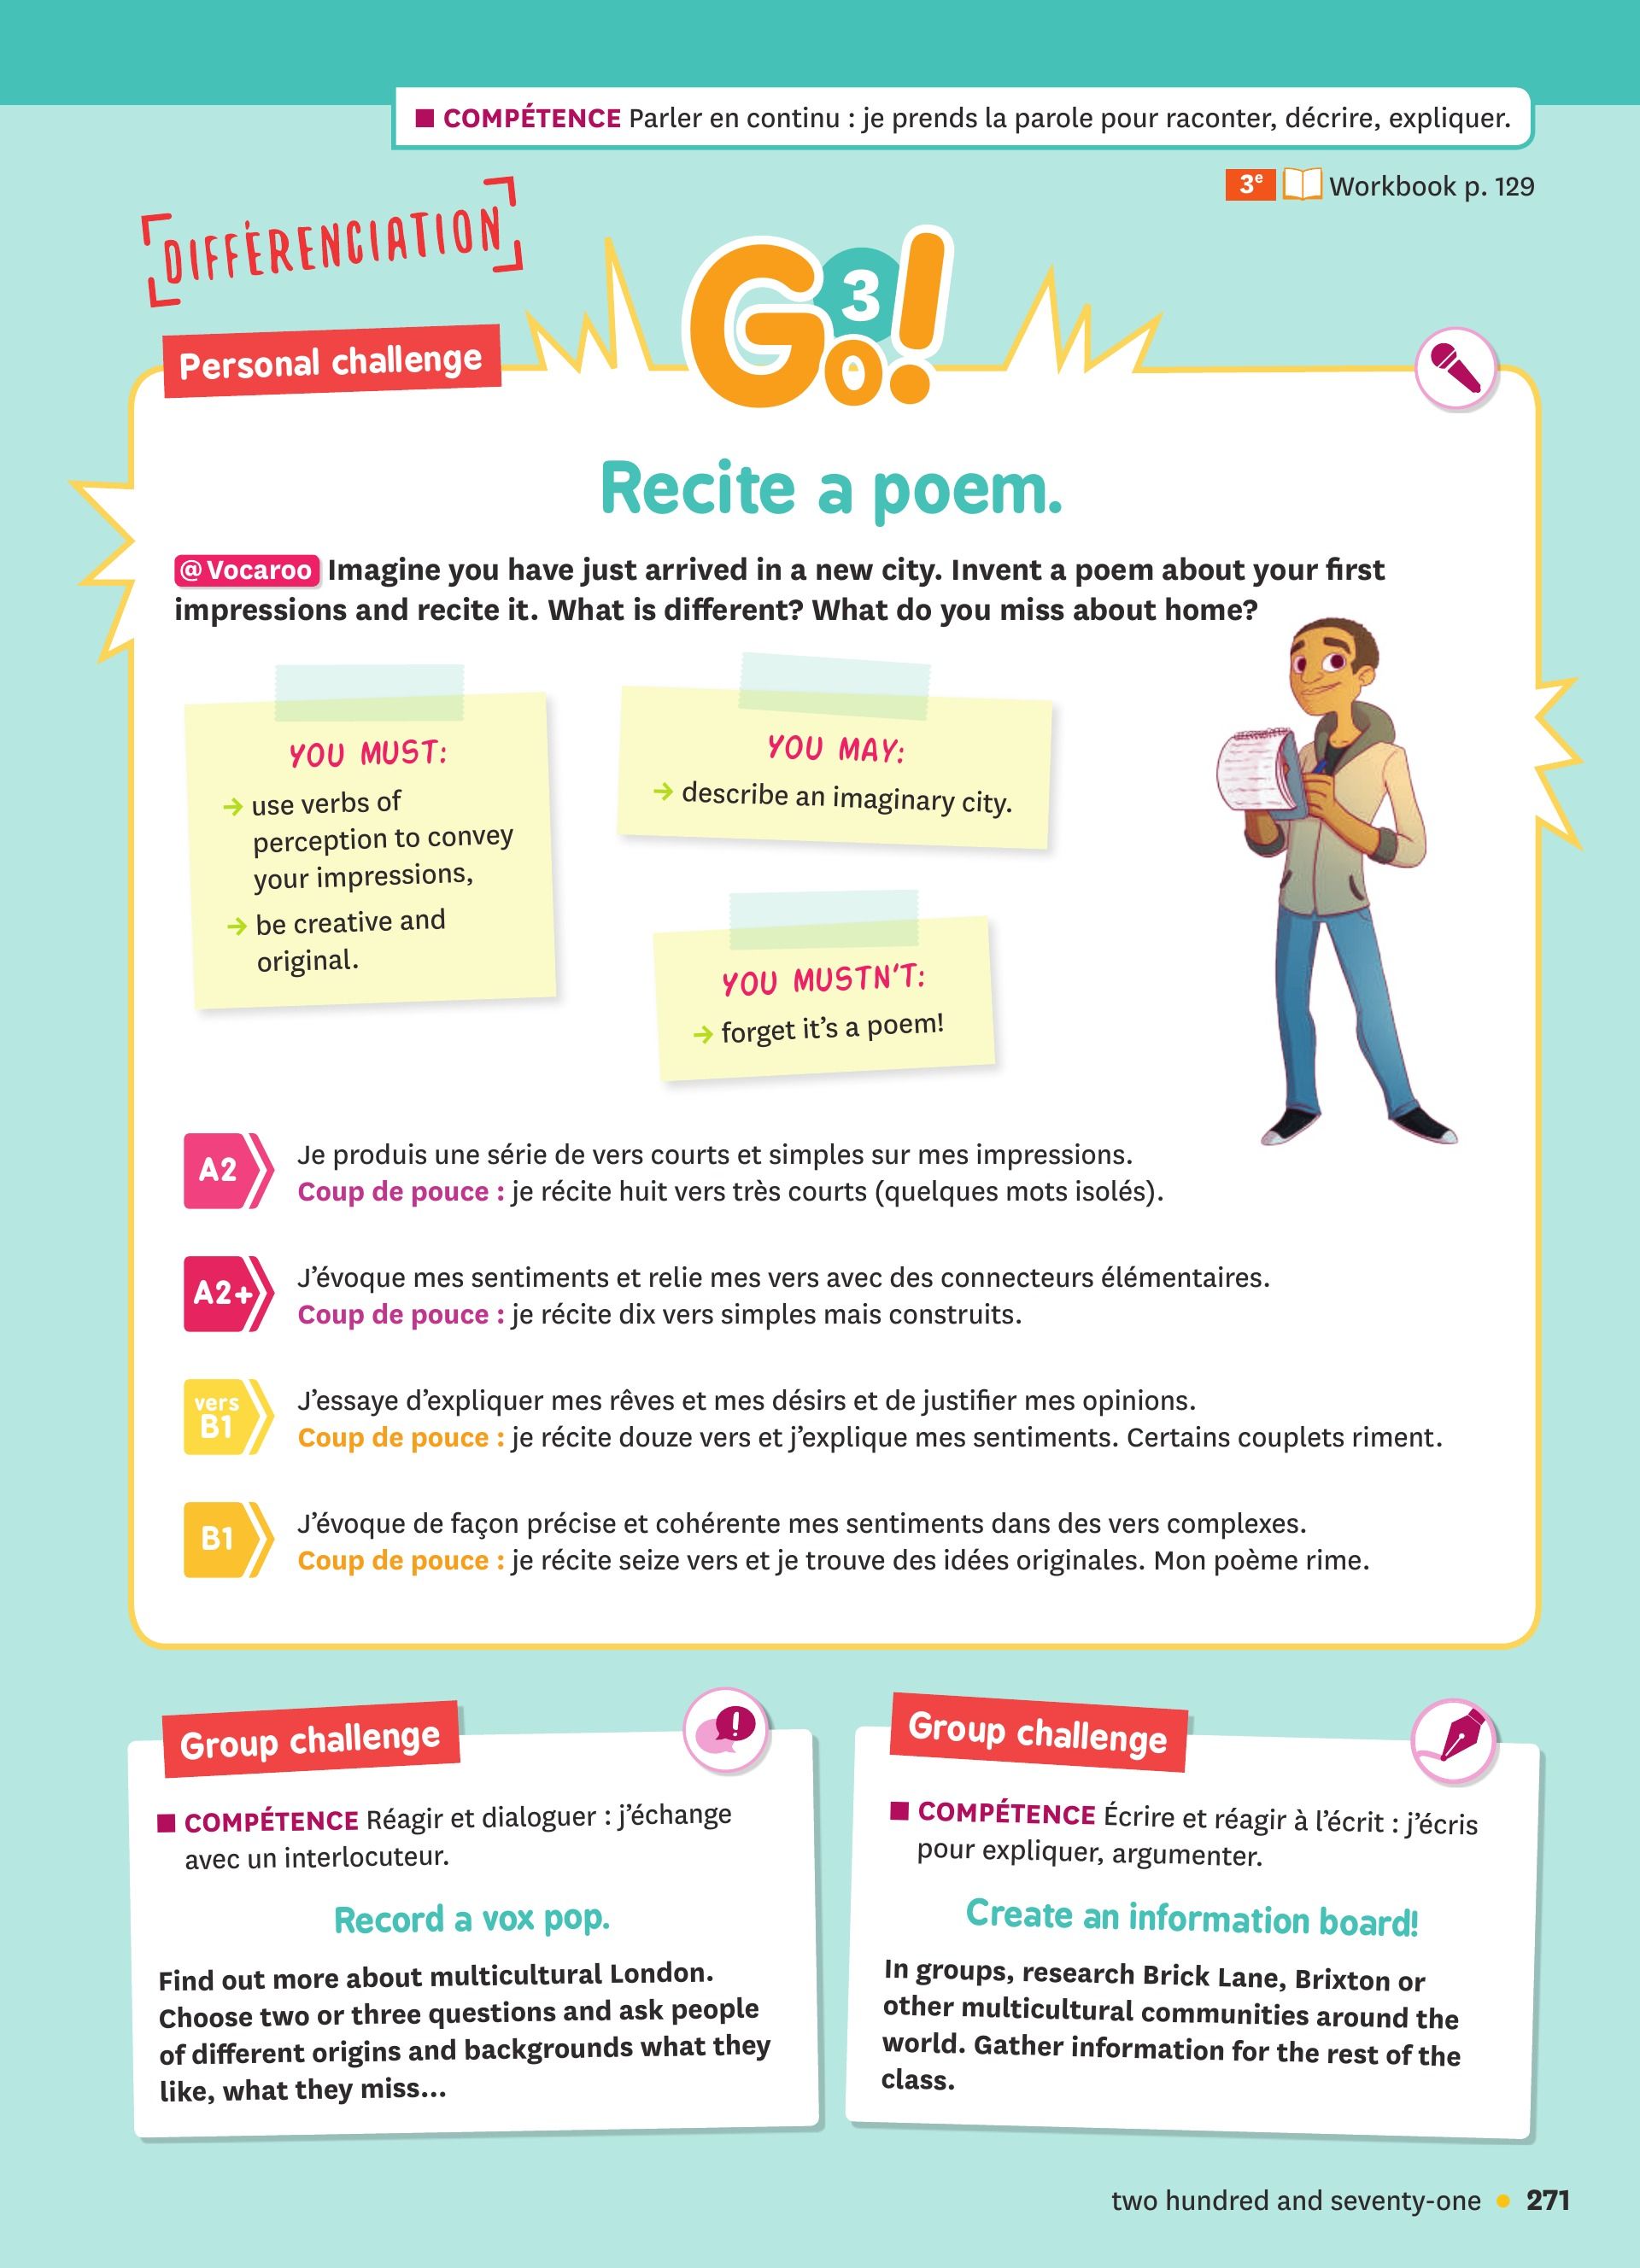 ■ COMPÉTENCE Parler en continu : je prends la parole pour raconter, décrire, expliquer.
3e Workbook p. 129
DIFFÉRENCIATION
Go! 3
Personal challenge
Recite a poem.
@Vocaroo Imagine you have just arrived in a new city. Invent a poem about your first
impressions and recite it. What is different? What do you miss about home?
YOU MUST:
→ use verbs of
perception to convey
your impressions,
→ be creative and
original.
YOU MAY:
→ describe an imaginary city.
YOU MUSTN'T:
→ forget it's a poem!
A2
Je produis une série de vers courts et simples sur mes impressions.
Coup de pouce : je récite huit vers très courts (quelques mots isolés).
A2+
J'évoque mes sentiments et relie mes vers avec des connecteurs élémentaires.
Coup de pouce : je récite dix vers simples mais construits.
vers
B1
J'essaye d'expliquer mes rêves et mes désirs et de justifier mes opinions.
Coup de pouce : je récite douze vers et j'explique mes sentiments. Certains couplets riment.
B1
J'évoque de façon précise et cohérente mes sentiments dans des vers complexes.
Coup de pouce : je récite seize vers et je trouve des idées originales. Mon poème rime.
Group challenge
■ COMPÉTENCE Réagir et dialoguer : j'échange
avec un interlocuteur.
Record a vox pop.
Find out more about multicultural London.
Choose two or three questions and ask people
of different origins and backgrounds what they
like, what they miss...
Group challenge
■ COMPÉTENCE Écrire et réagir à l'écrit : j'écris
pour expliquer, argumenter.
Create an information board!
In groups, research Brick Lane, Brixton or
other multicultural communities around the
world. Gather information for the rest of the
class.
two hundred and seventy-one • 271